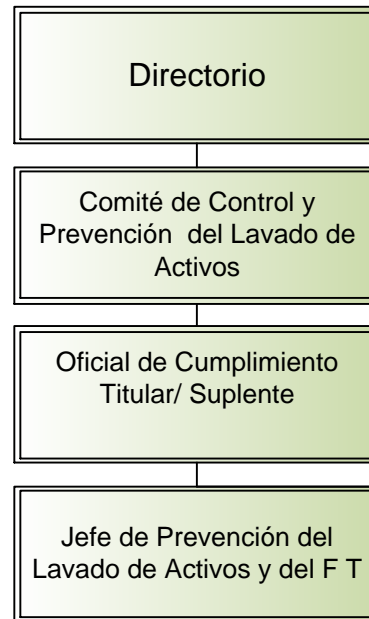 Directorio
Comité de Control y
Prevención del Lavado de
Activos
Oficial de Cumplimiento
Titular/ Suplente
Jefe de Prevención del
Lavado de Activos y del F T